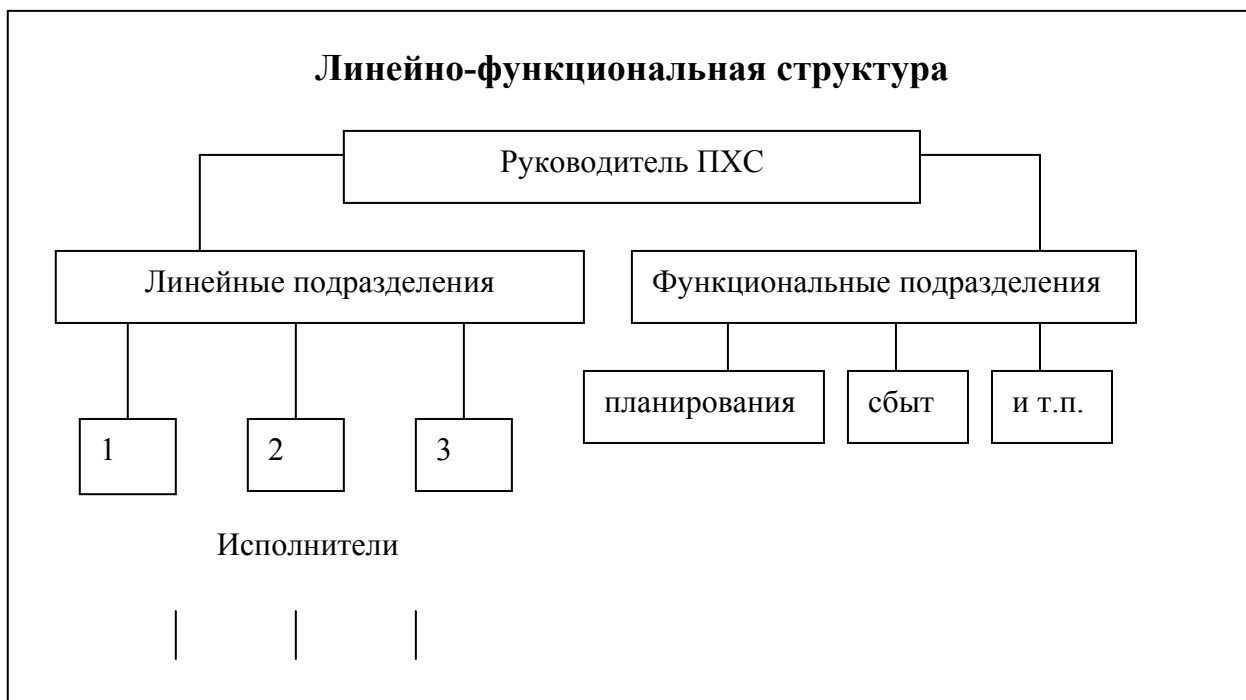 Линейно-функциональная структура
Руководитель ПХС
Линейные подразделения
Функциональные подразделения
планирования
сбыт
и т.п.
1
2
3
Исполнители